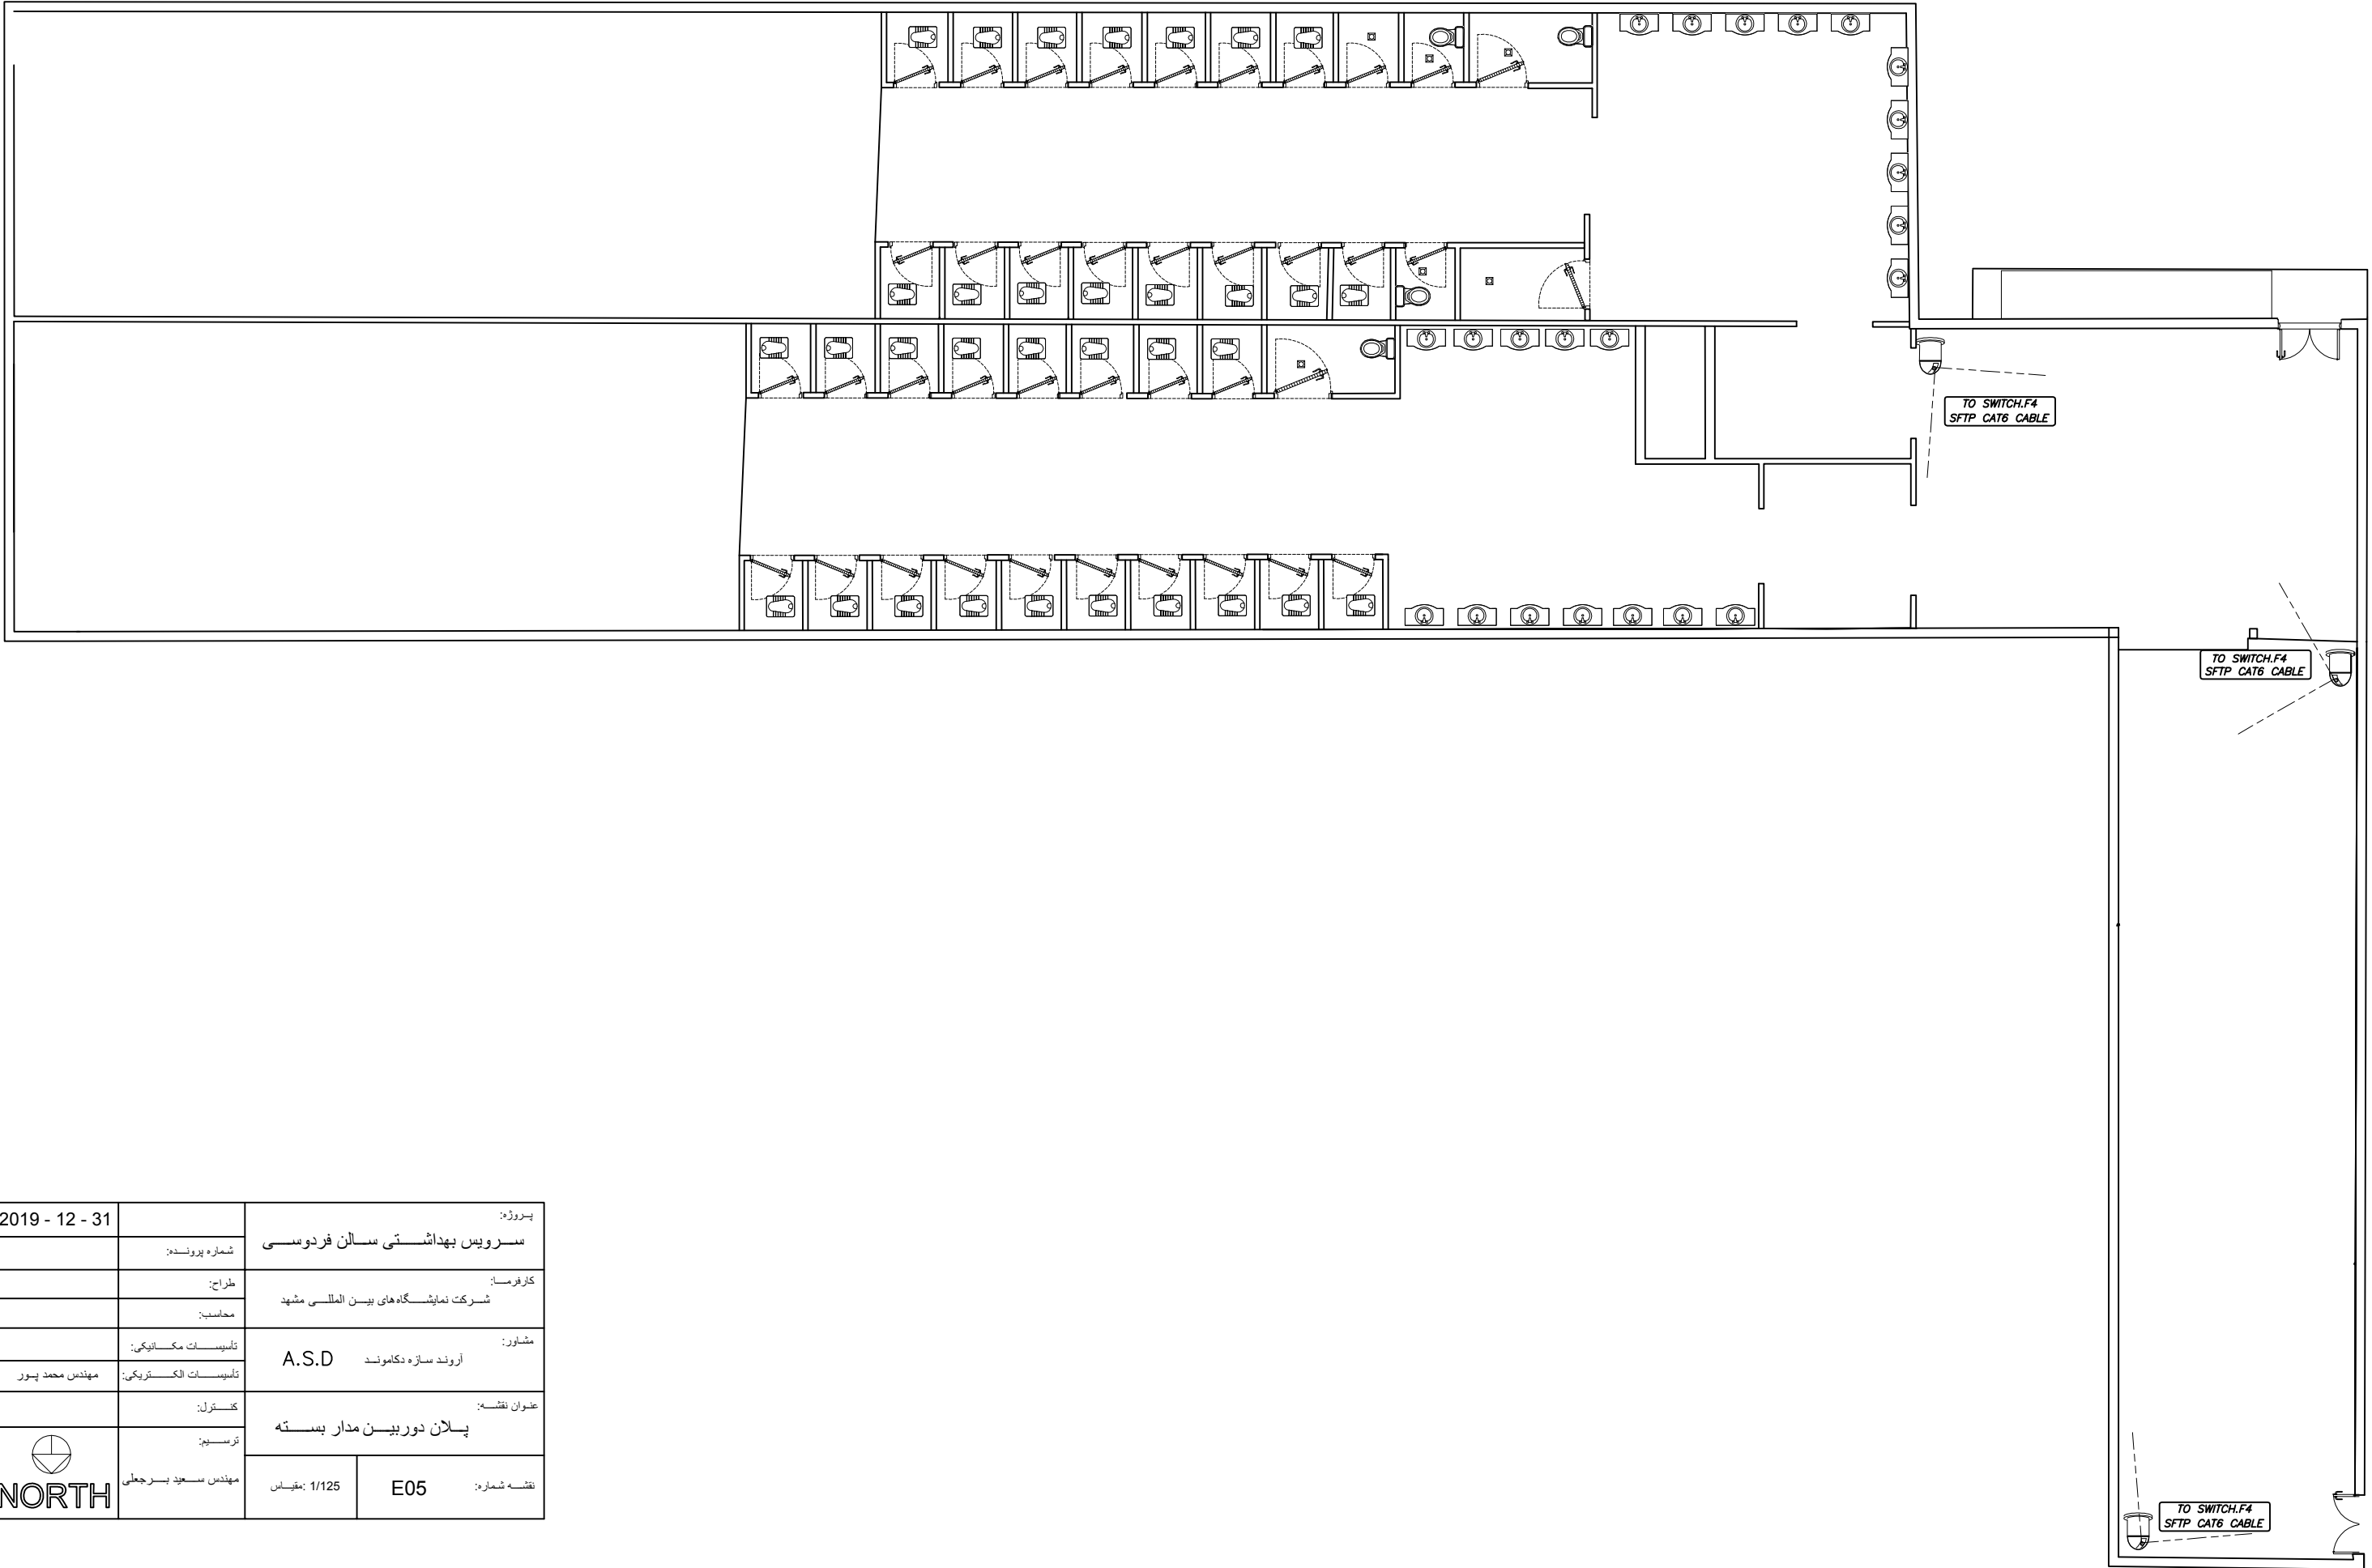 TO SWITCH.F4
SFTP CAT6 CABLE
TO SWITCH.F4
SFTP CAT6 CABLE
TO SWITCH.F4
SFTP CAT6 CABLE
پروژه:
سرویس بهداشتی سالن فردوسی
2019 - 12 - 31
شماره پرونده:
کارفرما:
شرکت نمایشگاه های بین المللی مشهد
طراح:
محاسب:
مشاور:
آروند سازه دکاموند A.S.D
تأسیسات مکانیکی:
تأسیسات الکتریکی:
مهندس محمد پور
عنوان نقشه:
پلان دوربین مدار بسته
کنترل:
ترسیم:
مهندس سعید برجعلی
نقشه شماره:
E05
مقیاس: 1/125
NORTH